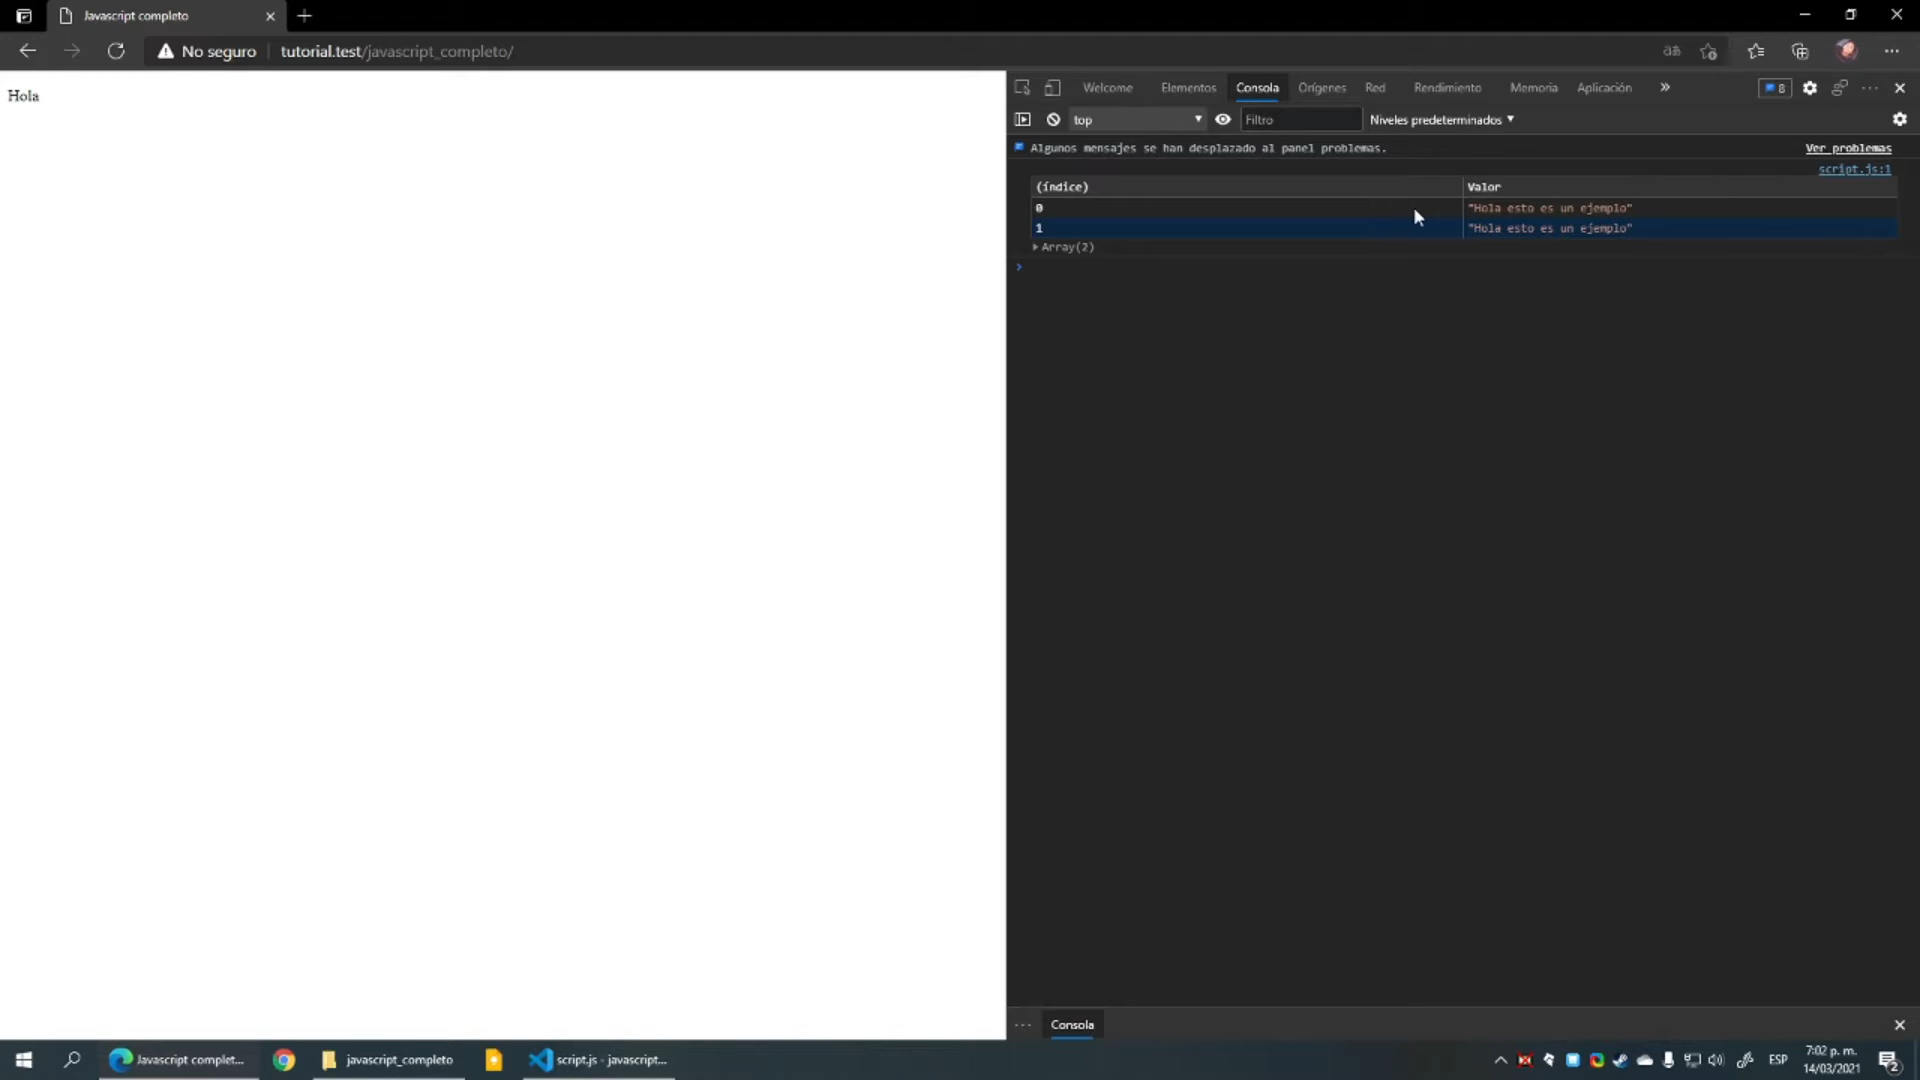 Javascript completo
No seguro
tutorial.test/javascript_completo/
Hola
Welcome
Elementos
Consola
Orígenes
Red
Rendimiento
Memoria
Aplicación
8
top
Filtro
Niveles predeterminados
Algunos mensajes se han desplazado al panel problemas.
Ver problemas
script.js:1
(índice)
Valor
0
"Hola esto es un ejemplo"
1
"Hola esto es un ejemplo"
Array(2)
Consola
Javascript complet...
javascript_completo
script.js - javascript...
ESP
7:02 p. m.
14/03/2021
2